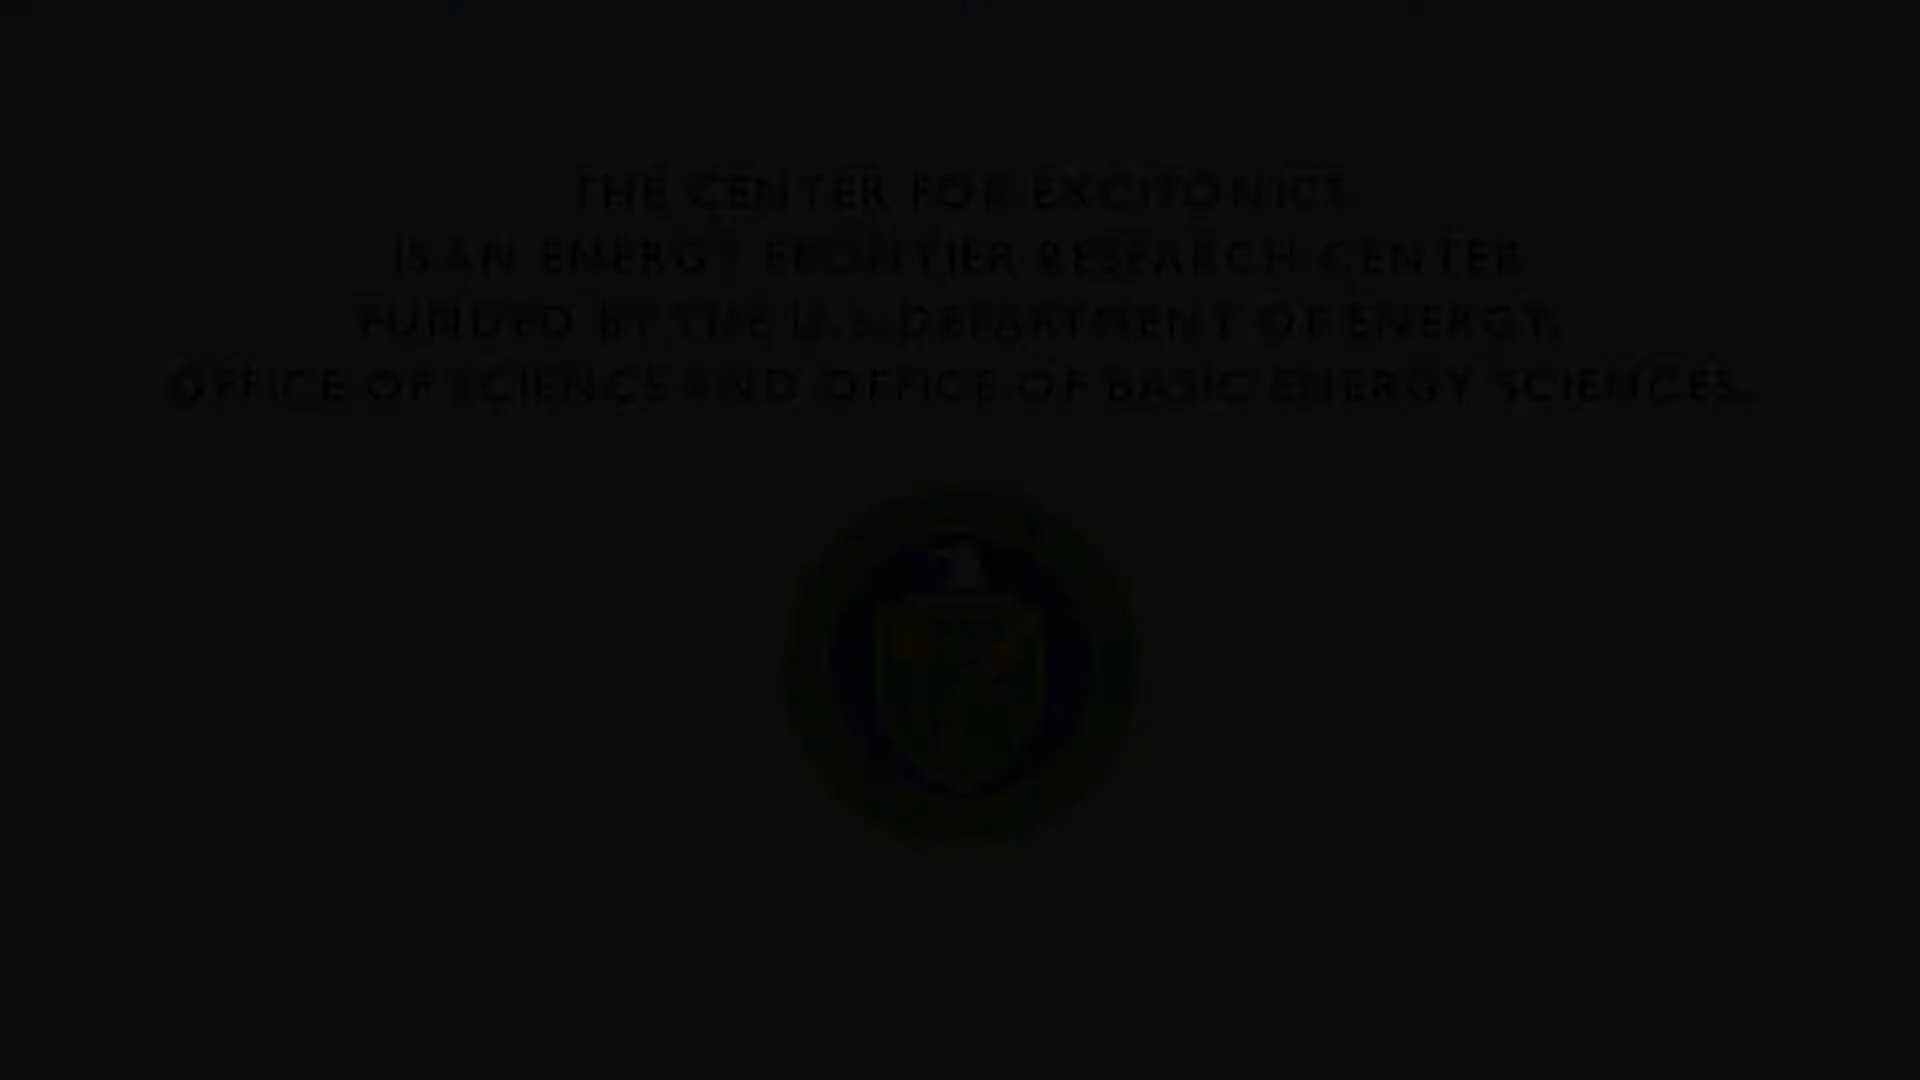 THE CENTER FOR EXCITONICS
IS AN ENERGY FRONTIER RESEARCH CENTER
FUNDED BY THE U.S. DEPARTMENT OF ENERGY,
OFFICE OF SCIENCE AND OFFICE OF BASIC ENERGY SCIENCES.